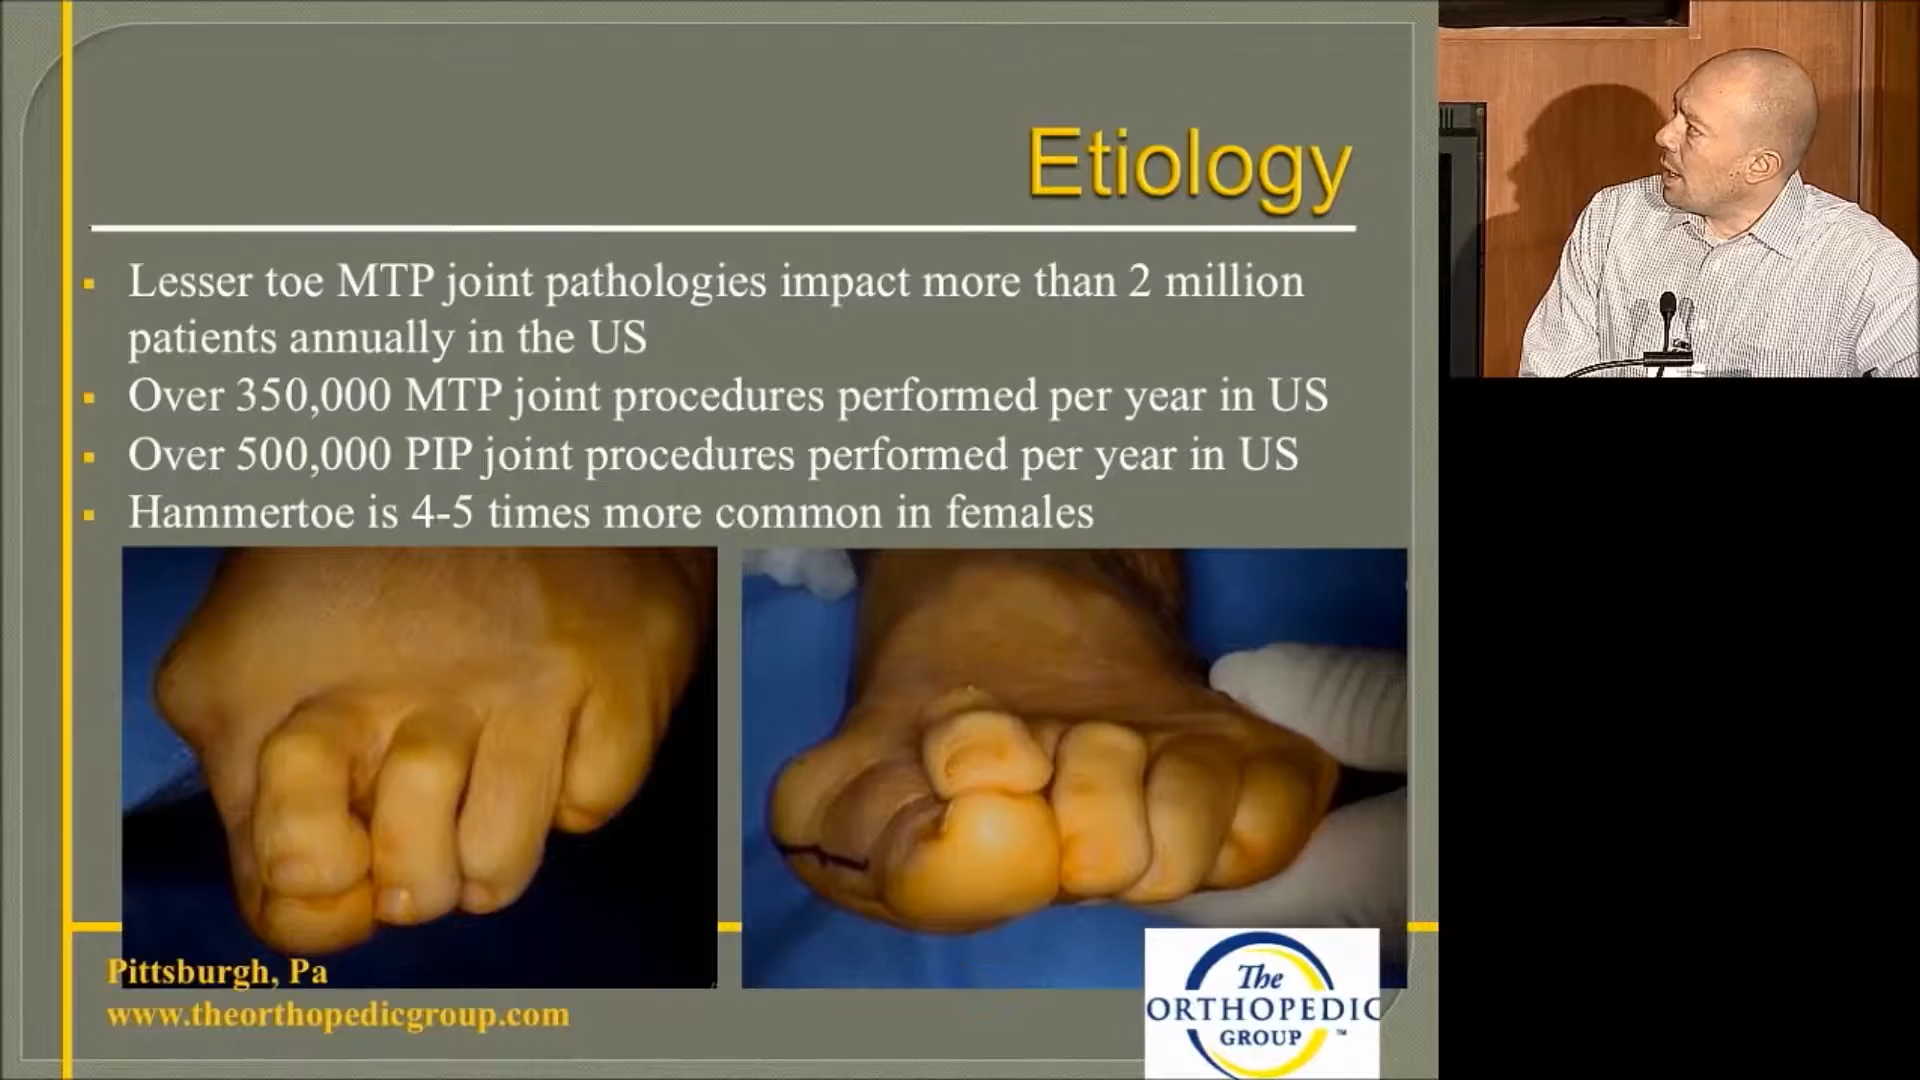 Etiology
Lesser toe MTP joint pathologies impact more than 2 million
patients annually in the US
Over 350,000 MTP joint procedures performed per year in US
Over 500,000 PIP joint procedures performed per year in US
Hammertoe is 4-5 times more common in females
Pittsburgh, Pa
www.theorthopedicgroup.com
The
ORTHOPEDIC
GROUP ™